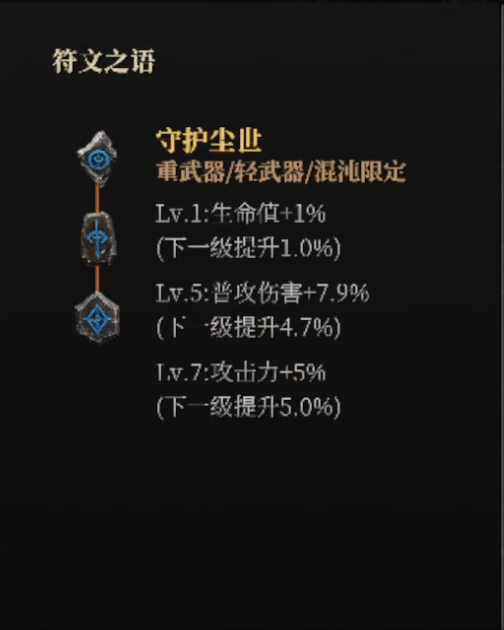 符文之语
守护尘世
重武器/轻武器/混沌限定
Lv.1:生命值+1%
(下一级提升1.0%)
Lv.5:普攻伤害+7.9%
(下一级提升4.7%)
Lv.7:攻击力+5%
(下一级提升5.0%)